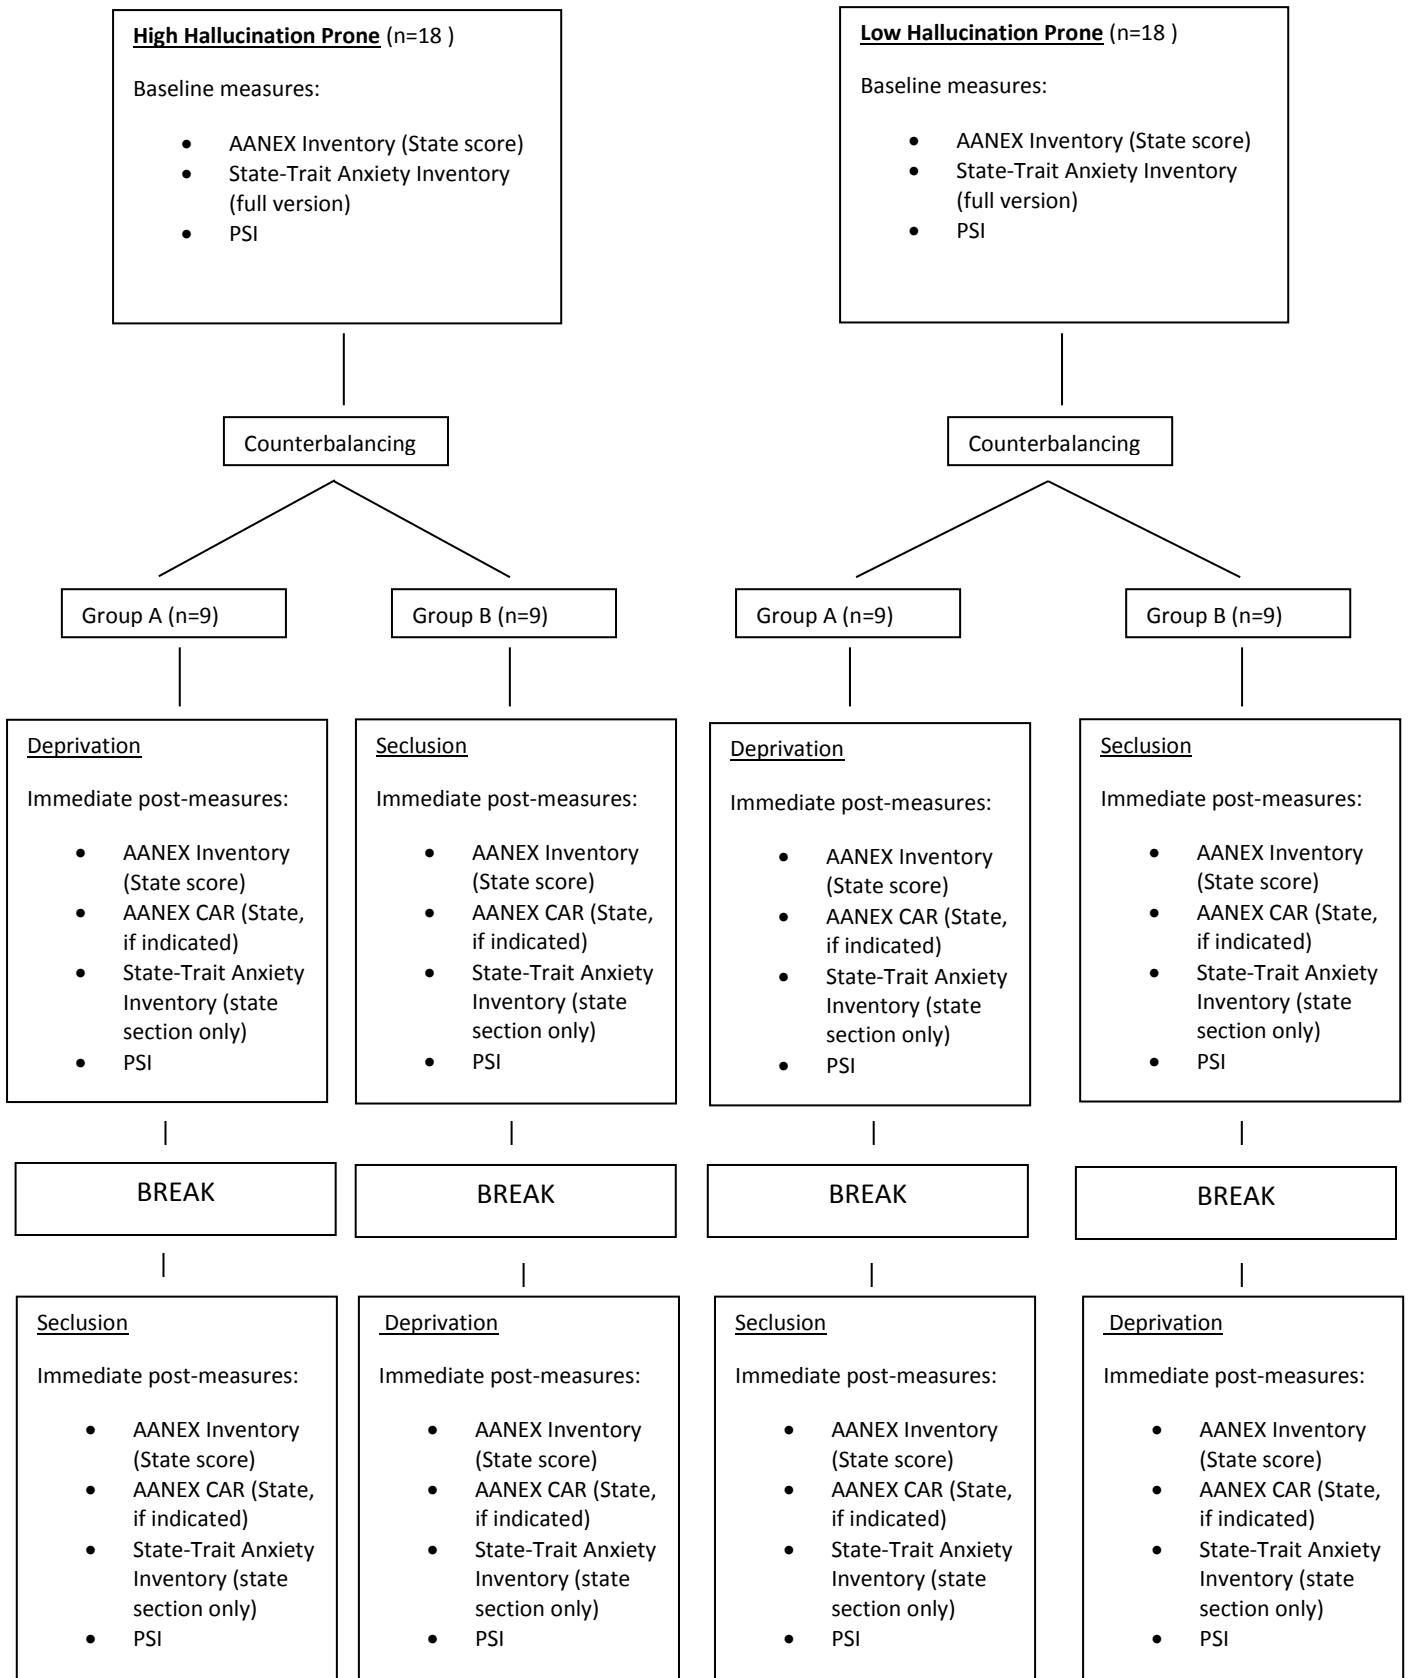 High Hallucination Prone (n=18 )
Baseline measures:
• AANEX Inventory (State score)
• State-Trait Anxiety Inventory
(full version)
• PSI
Low Hallucination Prone (n=18 )
Baseline measures:
• AANEX Inventory (State score)
• State-Trait Anxiety Inventory
(full version)
• PSI
Counterbalancing
Counterbalancing
Group A (n=9)
Group B (n=9)
Group A (n=9)
Group B (n=9)
Deprivation
Immediate post-measures:
• AANEX Inventory
(State score)
• AANEX CAR (State,
if indicated)
• State-Trait Anxiety
Inventory (state
section only)
• PSI
Seclusion
Immediate post-measures:
• AANEX Inventory
(State score)
• AANEX CAR (State,
if indicated)
• State-Trait Anxiety
Inventory (state
section only)
• PSI
Deprivation
Immediate post-measures:
• AANEX Inventory
(State score)
• AANEX CAR (State,
if indicated)
• State-Trait Anxiety
Inventory (state
section only)
• PSI
Seclusion
Immediate post-measures:
• AANEX Inventory
(State score)
• AANEX CAR (State,
if indicated)
• State-Trait Anxiety
Inventory (state
section only)
• PSI
BREAK
BREAK
BREAK
BREAK
Seclusion
Immediate post-measures:
• AANEX Inventory
(State score)
• AANEX CAR (State,
if indicated)
• State-Trait Anxiety
Inventory (state
section only)
• PSI
Deprivation
Immediate post-measures:
• AANEX Inventory
(State score)
• AANEX CAR (State,
if indicated)
• State-Trait Anxiety
Inventory (state
section only)
• PSI
Seclusion
Immediate post-measures:
• AANEX Inventory
(State score)
• AANEX CAR (State,
if indicated)
• State-Trait Anxiety
Inventory (state
section only)
• PSI
Deprivation
Immediate post-measures:
• AANEX Inventory
(State score)
• AANEX CAR (State,
if indicated)
• State-Trait Anxiety
Inventory (state
section only)
• PSI